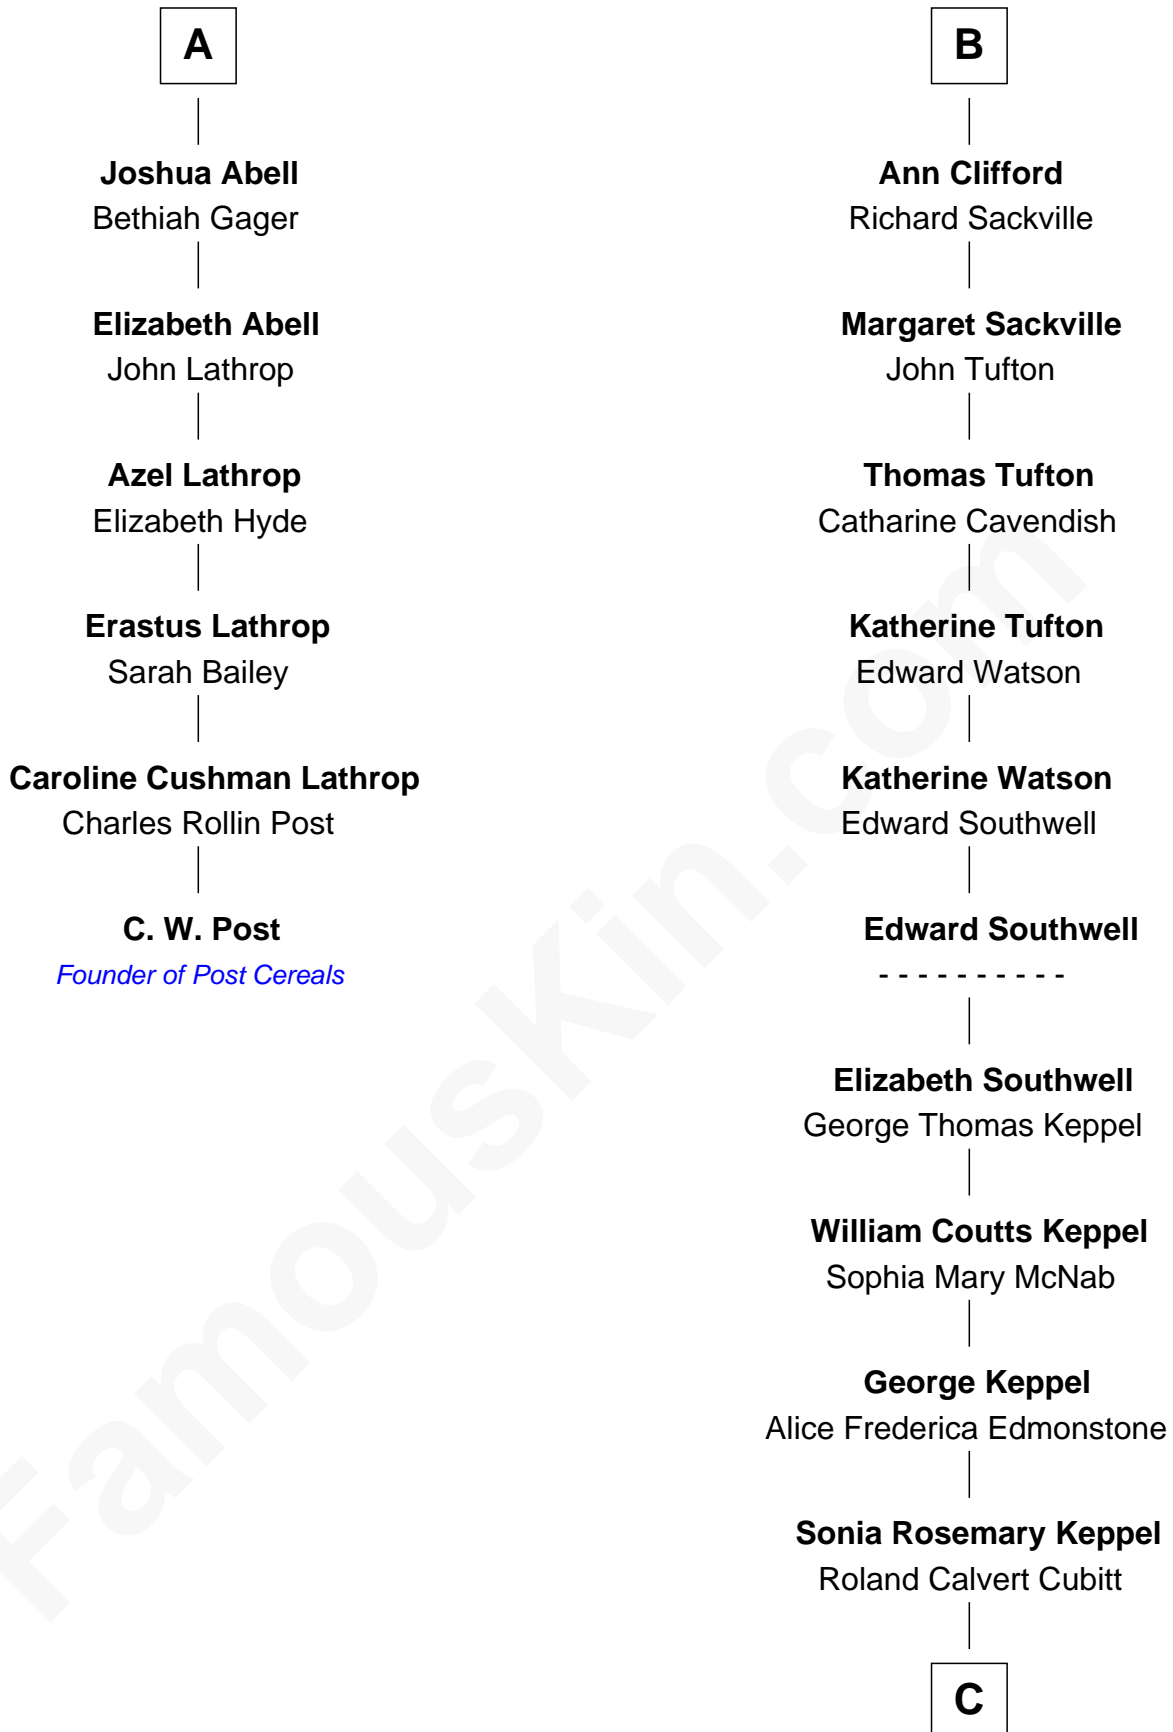 A
Joshua Abell
Bethiah Gager
Elizabeth Abell
John Lathrop
Azel Lathrop
Elizabeth Hyde
Erastus Lathrop
Sarah Bailey
Caroline Cushman Lathrop
Charles Rollin Post
C. W. Post
Founder of Post Cereals
B
Ann Clifford
Richard Sackville
Margaret Sackville
John Tufton
Thomas Tufton
Catharine Cavendish
Katherine Tufton
Edward Watson
Katherine Watson
Edward Southwell
Edward Southwell
- - - - - - - - - -
Elizabeth Southwell
George Thomas Keppel
William Coutts Keppel
Sophia Mary McNab
George Keppel
Alice Frederica Edmonstone
Sonia Rosemary Keppel
Roland Calvert Cubitt
C
FamousKin.com